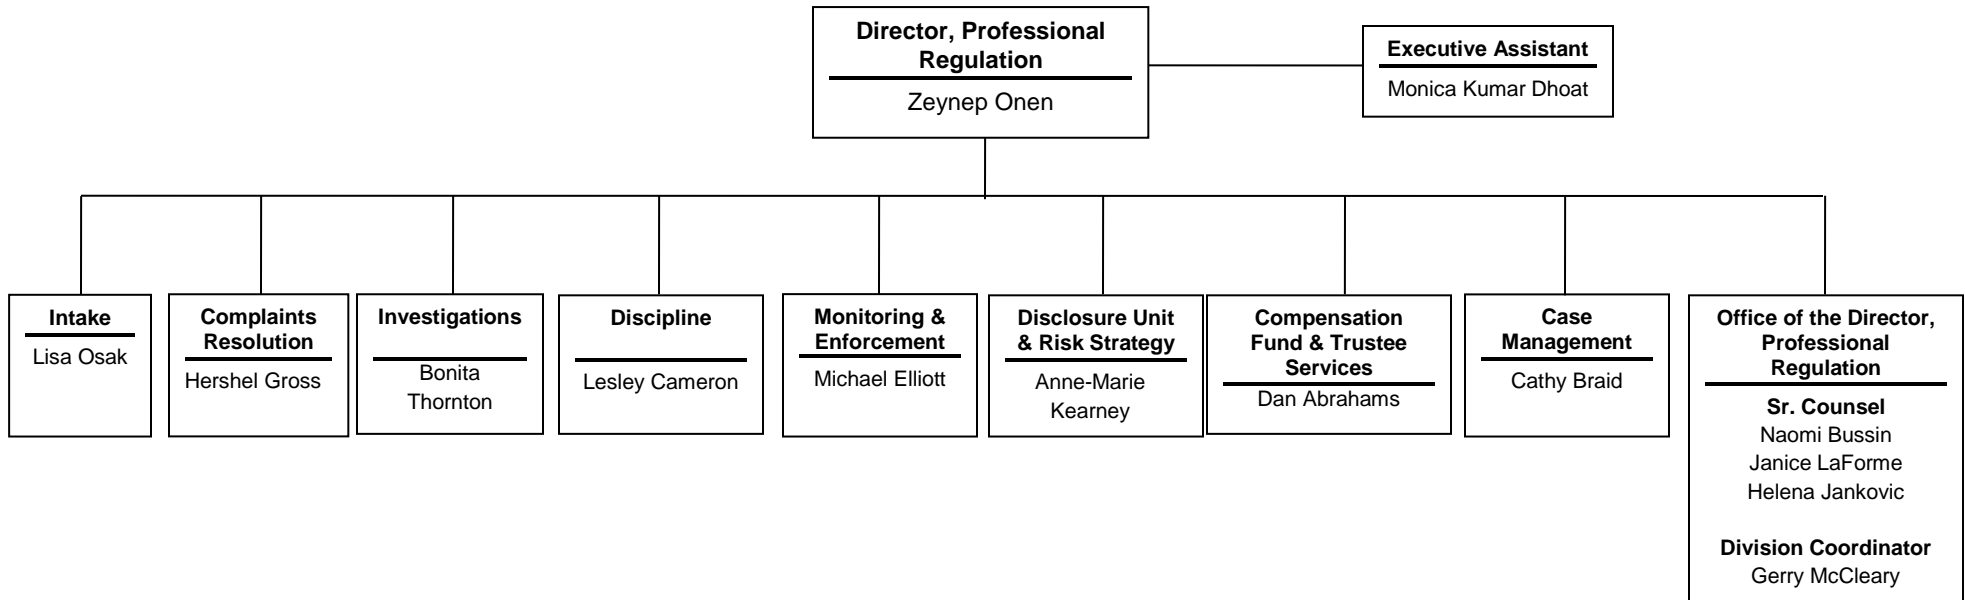 Director, Professional
Regulation
Zeynep Onen
Executive Assistant
Monica Kumar Dhoat
Intake
Lisa Osak
Complaints
Resolution
Hershel Gross
Investigations
Bonita
Thornton
Discipline
Lesley Cameron
Monitoring &
Enforcement
Michael Elliott
Disclosure Unit
& Risk Strategy
Anne-Marie
Kearney
Compensation
Fund & Trustee
Services
Dan Abrahams
Case
Management
Cathy Braid
Office of the Director,
Professional
Regulation
Sr. Counsel
Naomi Bussin
Janice LaForme
Helena Jankovic
Division Coordinator
Gerry McCleary